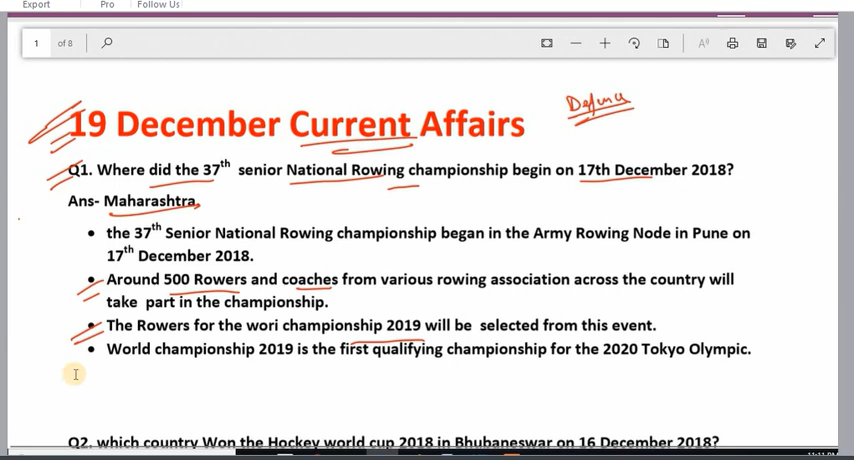 Export Pro Follow Us
1 of 8
19 December Current Affairs
Q1. Where did the 37th senior National Rowing championship begin on 17th December 2018?
Ans- Maharashtra
• the 37th Senior National Rowing championship began in the Army Rowing Node in Pune on
17th December 2018.
• Around 500 Rowers and coaches from various rowing association across the country will
take part in the championship.
• The Rowers for the wori championship 2019 will be selected from this event.
• World championship 2019 is the first qualifying championship for the 2020 Tokyo Olympic.
Q2. which country Won the Hockey world cup 2018 in Bhubaneswar on 16 December 2018?